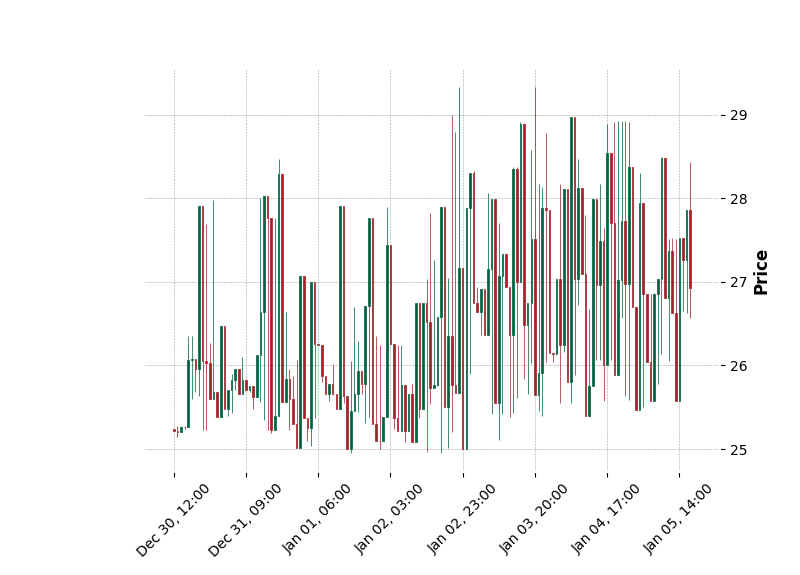 29
28
27
26
25
Price
Dec 30, 12:00
Dec 31, 09:00
Jan 01, 06:00
Jan 02, 03:00
Jan 02, 23:00
Jan 03, 20:00
Jan 04, 17:00
Jan 05, 14:00